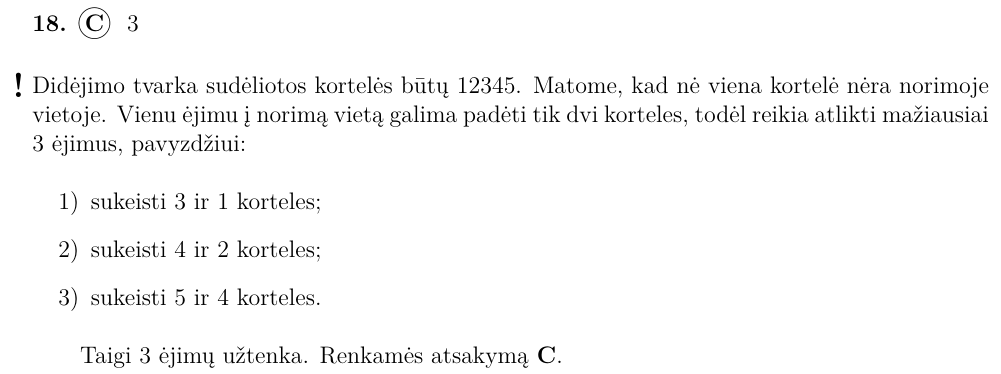 18. C 3
! Didėjimo tvarka sudėliotos kortelės būtų 12345. Matome, kad nė viena kortelė nėra norimoje
vietoje. Vienu ėjimu į norimą vietą galima padėti tik dvi korteles, todėl reikia atlikti mažiausiai
3 ėjimus, pavyzdžiui:
1) sukeisti 3 ir 1 korteles;
2) sukeisti 4 ir 2 korteles;
3) sukeisti 5 ir 4 korteles.
Taigi 3 ėjimų užtenka. Renkamės atsakymą C.